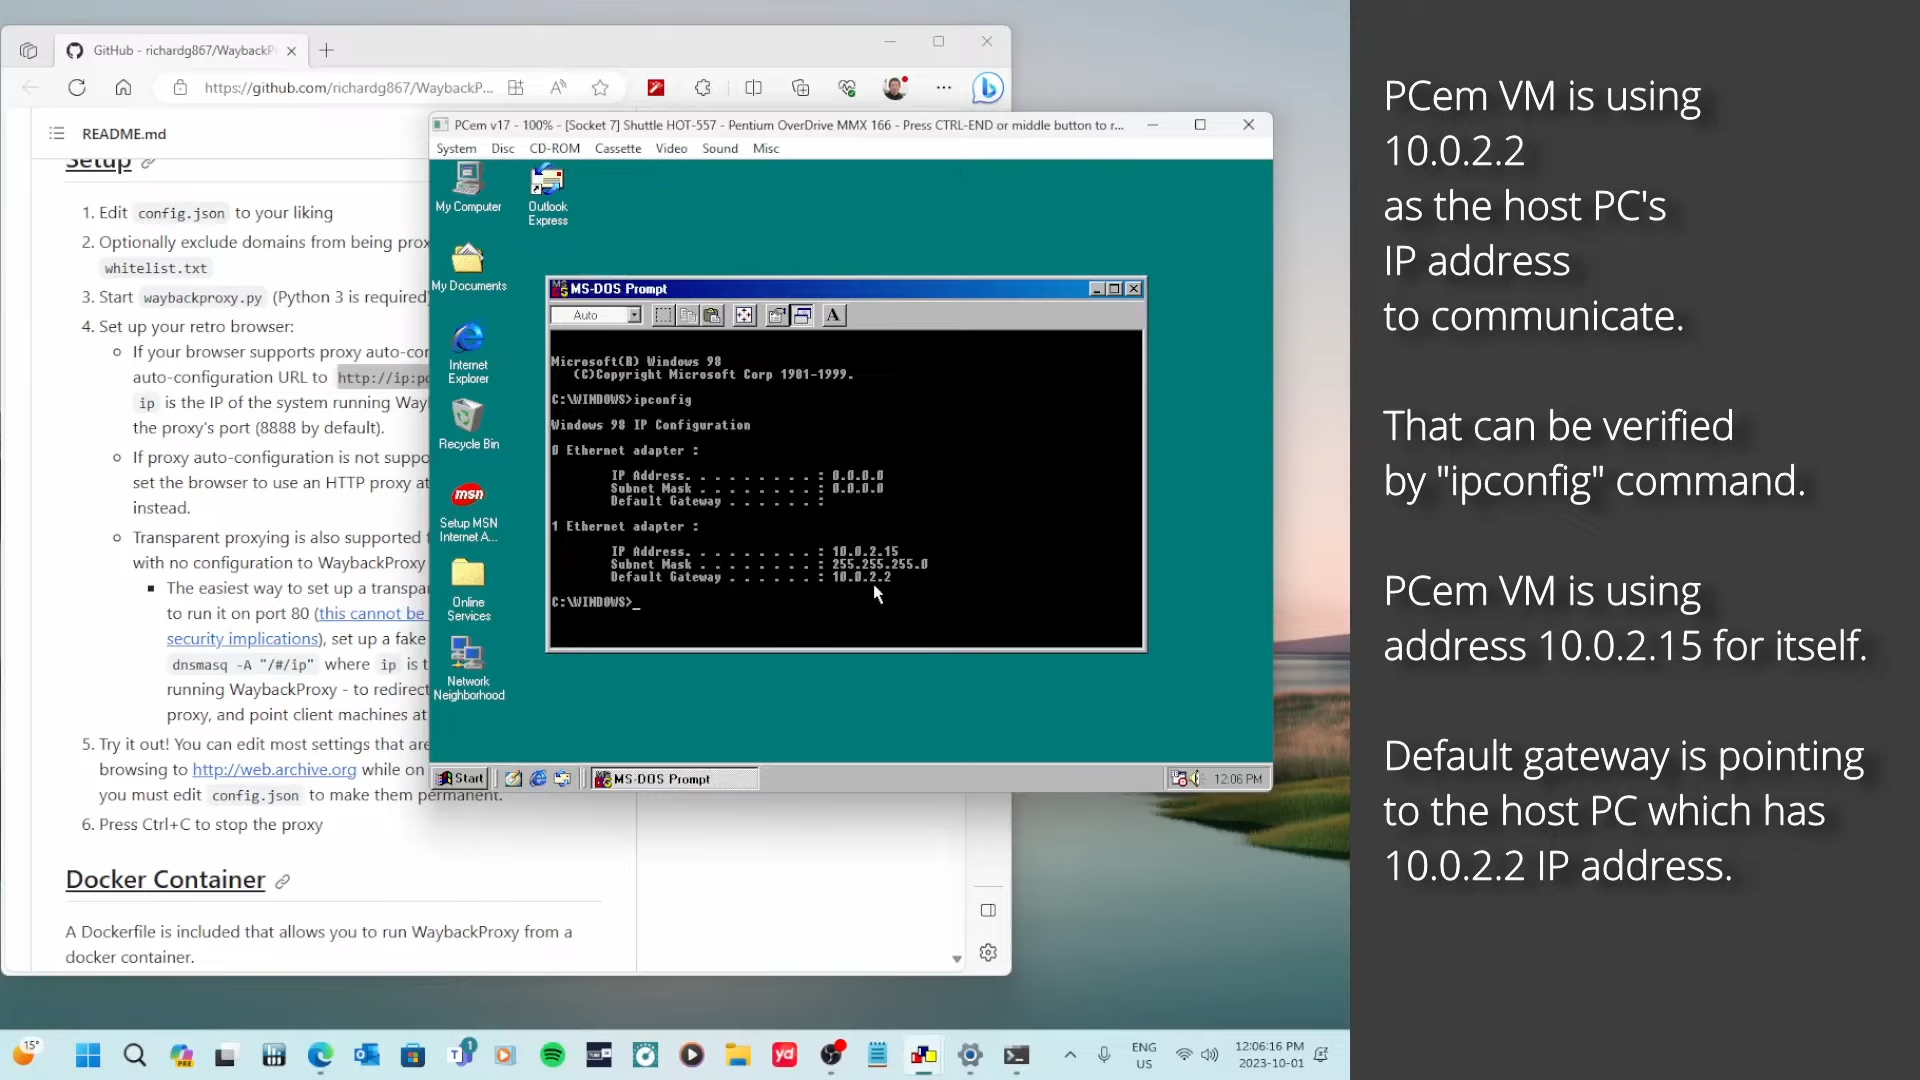 GitHub - richardg867/WaybackP
https://github.com/richardg867/WaybackP...
README.md
Setup
1. Edit config.json to your liking
2. Optionally exclude domains from being prox
whitelist.txt
3. Start waybackproxy.py (Python 3 is required)
4. Set up your retro browser:
If your browser supports proxy auto-con
auto-configuration URL to http://ip:po
ip is the IP of the system running Way
the proxy's port (8888 by default).
If proxy auto-configuration is not suppo
set the browser to use an HTTP proxy at
instead.
Transparent proxying is also supported f
with no configuration to WaybackProxy
The easiest way to set up a transpa
to run it on port 80 (this cannot be
security implications), set up a fake
dnsmasq -A "/#/ip" where ip is t
running WaybackProxy - to redirect
proxy, and point client machines at
5. Try it out! You can edit most settings that are
browsing to http://web.archive.org while on
you must edit config.json to make them permanent.
6. Press Ctrl+C to stop the proxy
Docker Container
A Dockerfile is included that allows you to run WaybackProxy from a
docker container.
PCem v17 - 100% - [Socket 7] Shuttle HOT-557 - Pentium OverDrive MMX 166 - Press CTRL-END or middle button to r...
System Disc CD-ROM Cassette Video Sound Misc
My Computer
Outlook
Express
My Documents
Internet
Explorer
Recycle Bin
msn
Setup MSN
Internet A...
Online
Services
Network
Neighborhood
MS-DOS Prompt
Auto
A
Microsoft(R) Windows 98
(C)Copyright Microsoft Corp 1981-1999.
C:\WINDOWS>ipconfig
Windows 98 IP Configuration
0 Ethernet adapter :
IP Address. . . . . . . . . : 0.0.0.0
Subnet Mask . . . . . . . . : 0.0.0.0
Default Gateway . . . . . . :
1 Ethernet adapter :
IP Address. . . . . . . . . : 10.0.2.15
Subnet Mask . . . . . . . . : 255.255.255.0
Default Gateway . . . . . . : 10.0.2.2
C:\WINDOWS>_
Start
MS-DOS Prompt
12:06 PM
PCem VM is using
10.0.2.2
as the host PC's
IP address
to communicate.
That can be verified
by "ipconfig" command.
PCem VM is using
address 10.0.2.15 for itself.
Default gateway is pointing
to the host PC which has
10.0.2.2 IP address.
15°
PRE
1
yd
ENG
US
12:06:16 PM
2023-10-01